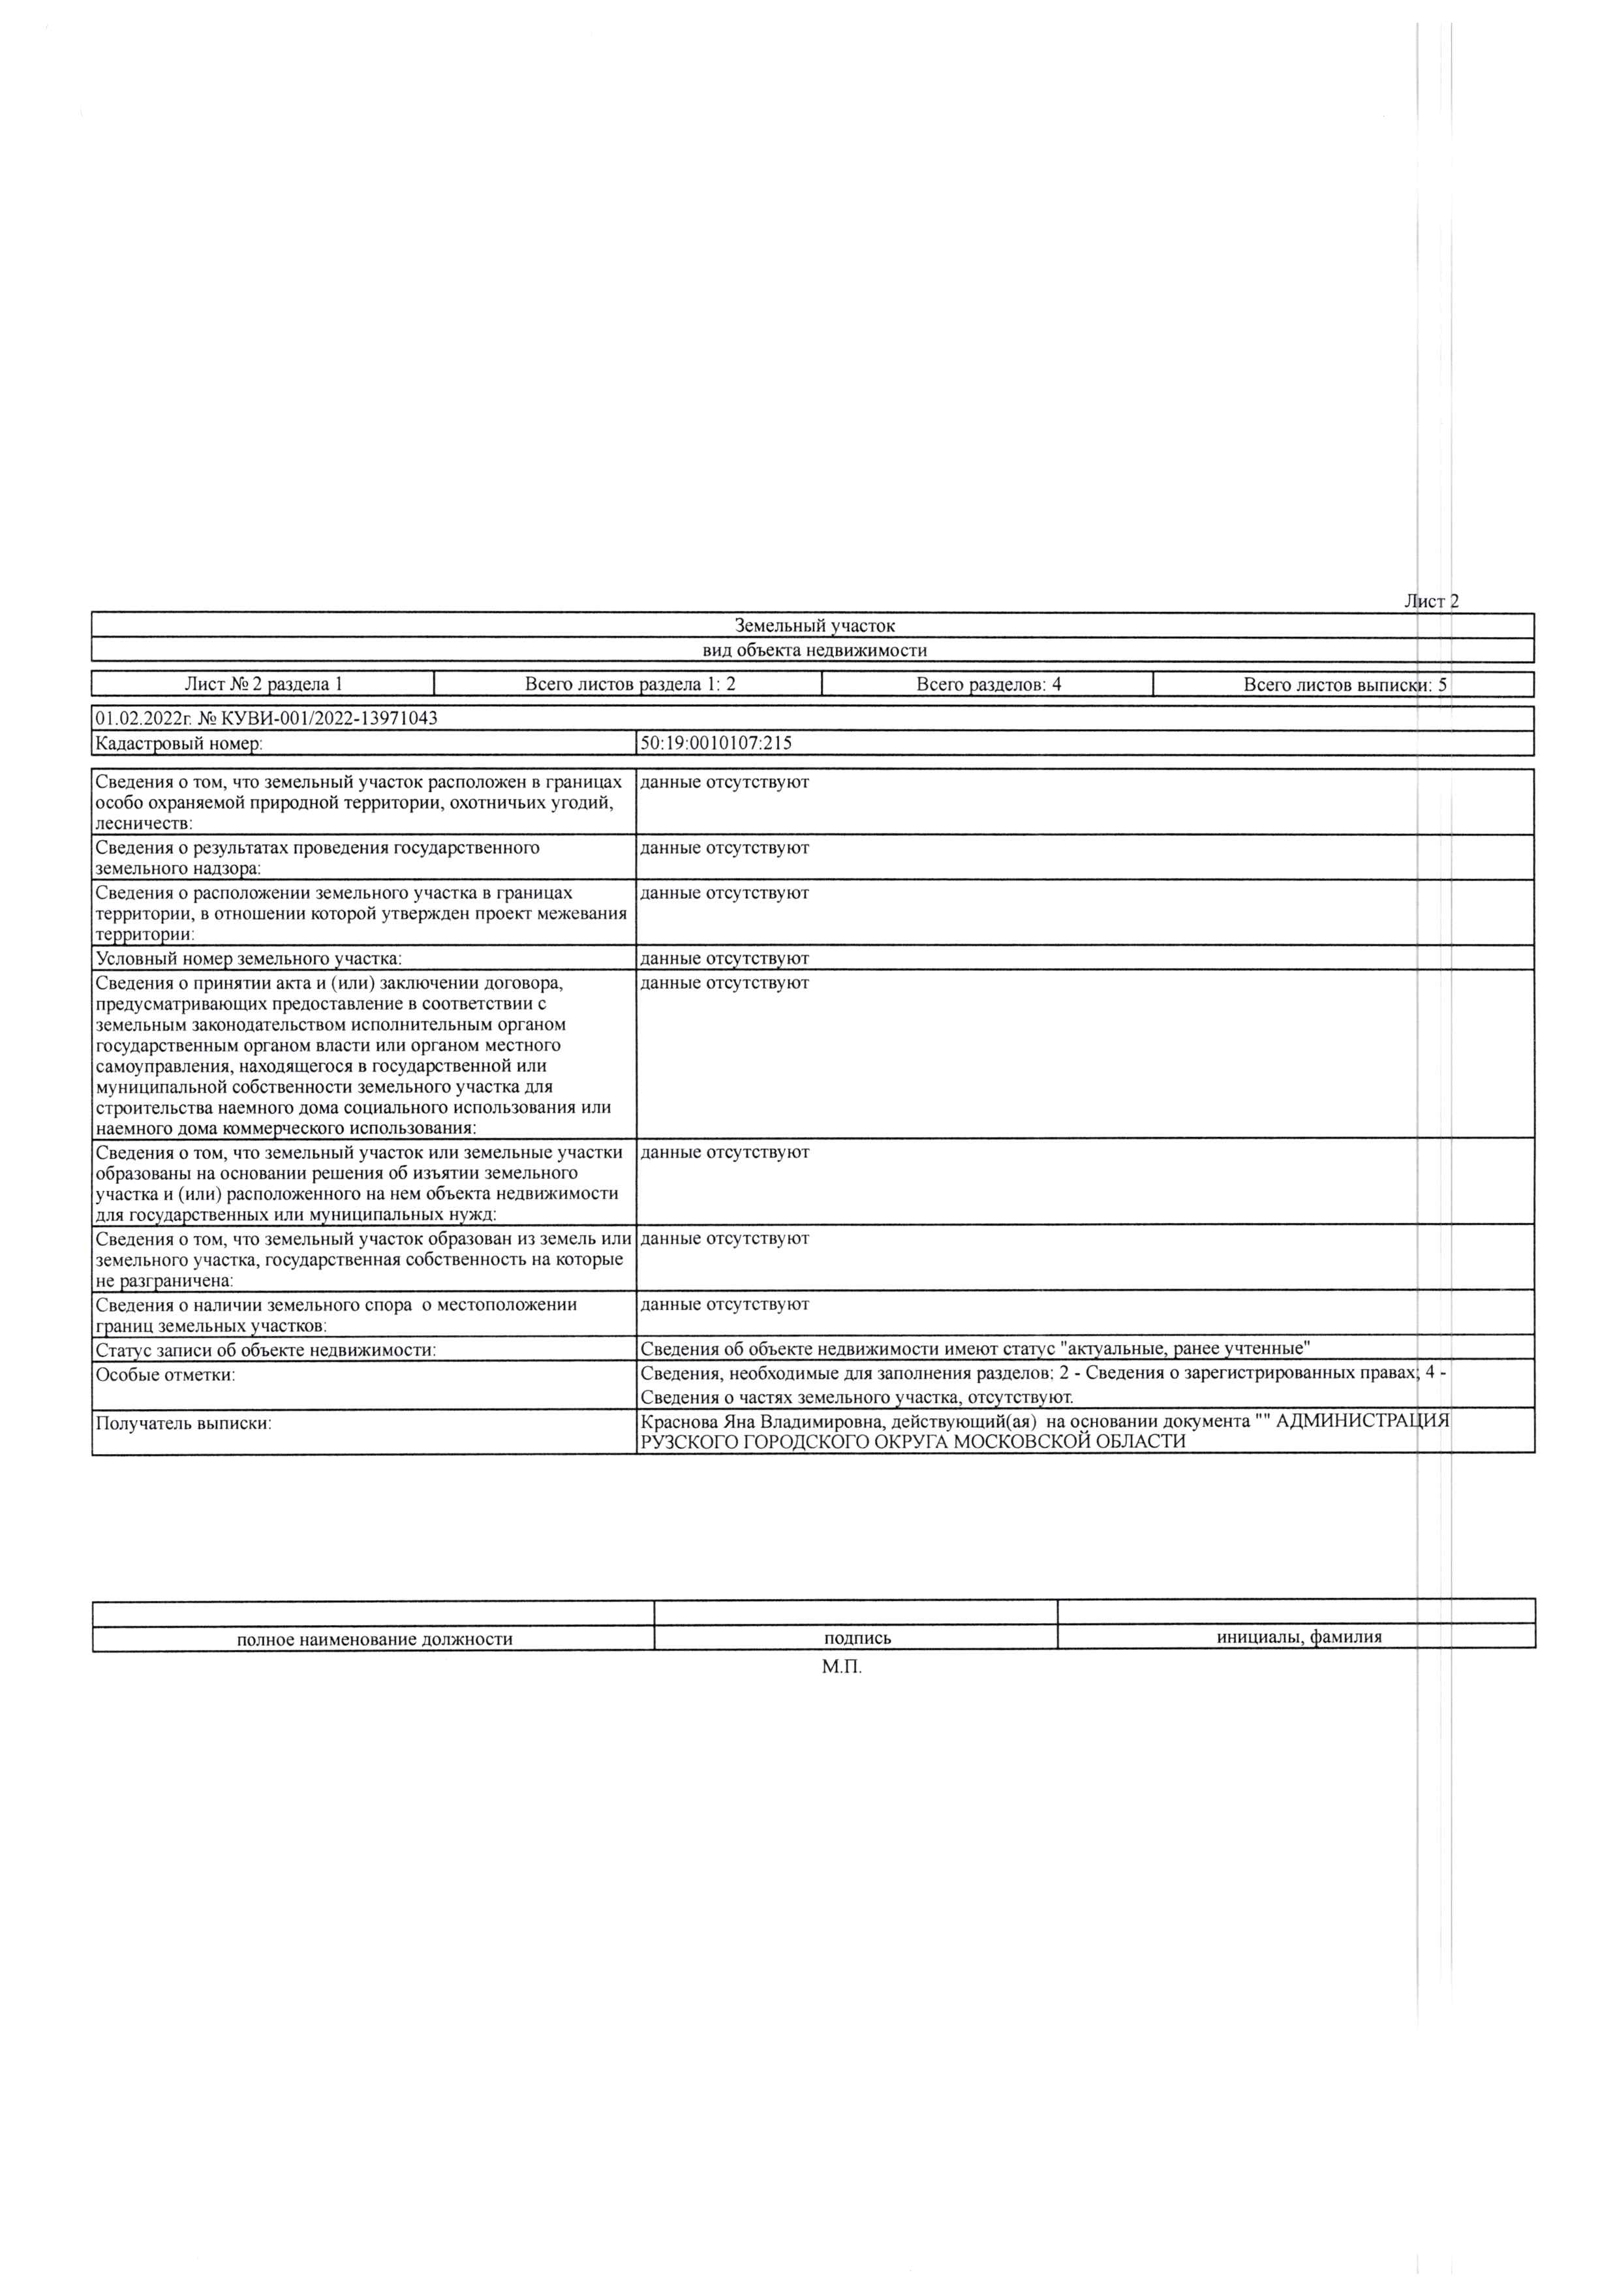 Лист 2
Земельный участок
вид объекта недвижимости
Лист № 2 раздела 1 Всего листов раздела 1: 2 Всего разделов: 4 Всего листов выписки: 5
01.02.2022г. № КУВИ-001/2022-13971043
Кадастровый номер: 50:19:0010107:215
Сведения о том, что земельный участок расположен в границах данные отсутствуют
особо охраняемой природной территории, охотничьих угодий,
лесничеств:
Сведения о результатах проведения государственного данные отсутствуют
земельного надзора:
Сведения о расположении земельного участка в границах данные отсутствуют
территории, в отношении которой утвержден проект межевания
территории:
Условный номер земельного участка: данные отсутствуют
Сведения о принятии акта и (или) заключении договора, данные отсутствуют
предусматривающих предоставление в соответствии с
земельным законодательством исполнительным органом
государственным органом власти или органом местного
самоуправления, находящегося в государственной или
муниципальной собственности земельного участка для
строительства наемного дома социального использования или
наемного дома коммерческого использования:
Сведения о том, что земельный участок или земельные участки данные отсутствуют
образованы на основании решения об изъятии земельного
участка и (или) расположенного на нем объекта недвижимости
для государственных или муниципальных нужд:
Сведения о том, что земельный участок образован из земель или данные отсутствуют
земельного участка, государственная собственность на которые
не разграничена:
Сведения о наличии земельного спора о местоположении данные отсутствуют
границ земельных участков:
Статус записи об объекте недвижимости: Сведения об объекте недвижимости имеют статус "актуальные, ранее учтенные"
Особые отметки: Сведения, необходимые для заполнения разделов: 2 - Сведения о зарегистрированных правах; 4 -
Сведения о частях земельного участка, отсутствуют.
Получатель выписки: Краснова Яна Владимировна, действующий(ая) на основании документа "" АДМИНИСТРАЦИЯ
РУЗСКОГО ГОРОДСКОГО ОКРУГА МОСКОВСКОЙ ОБЛАСТИ
полное наименование должности подпись инициалы, фамилия
М.П.